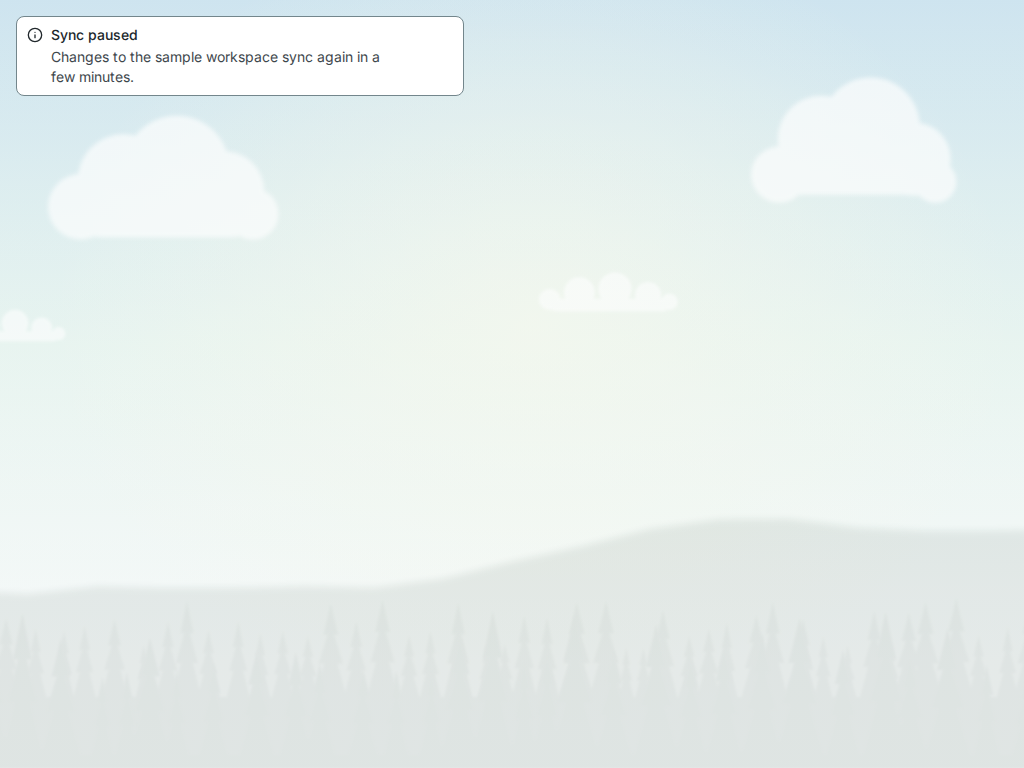 Sync paused
Changes to the sample workspace sync again in a
few minutes.